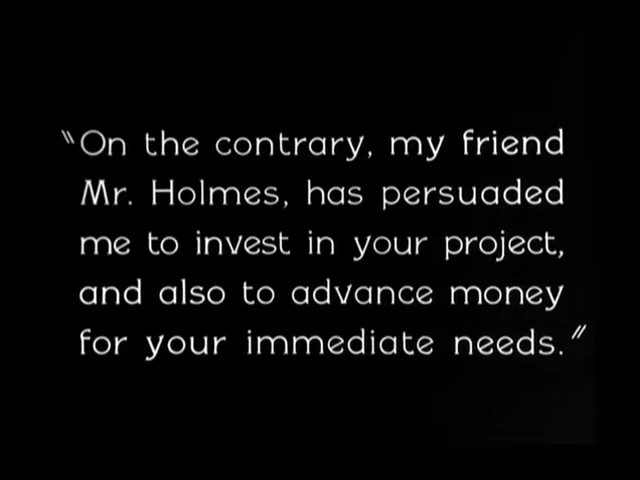 "On the contrary, my friend
Mr. Holmes, has persuaded
me to invest in your project,
and also to advance money
for your immediate needs."